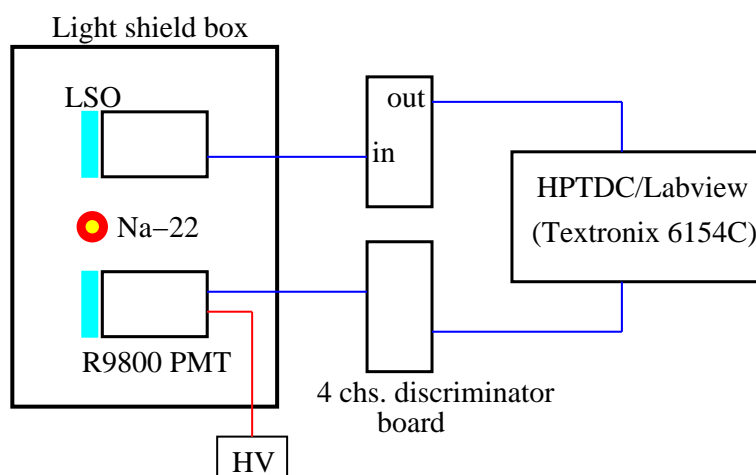 Light shield box
LSO
out
in
HPTDC/Labview
(Textronix 6154C)
Na–22
R9800 PMT
4 chs. discriminator
board
HV